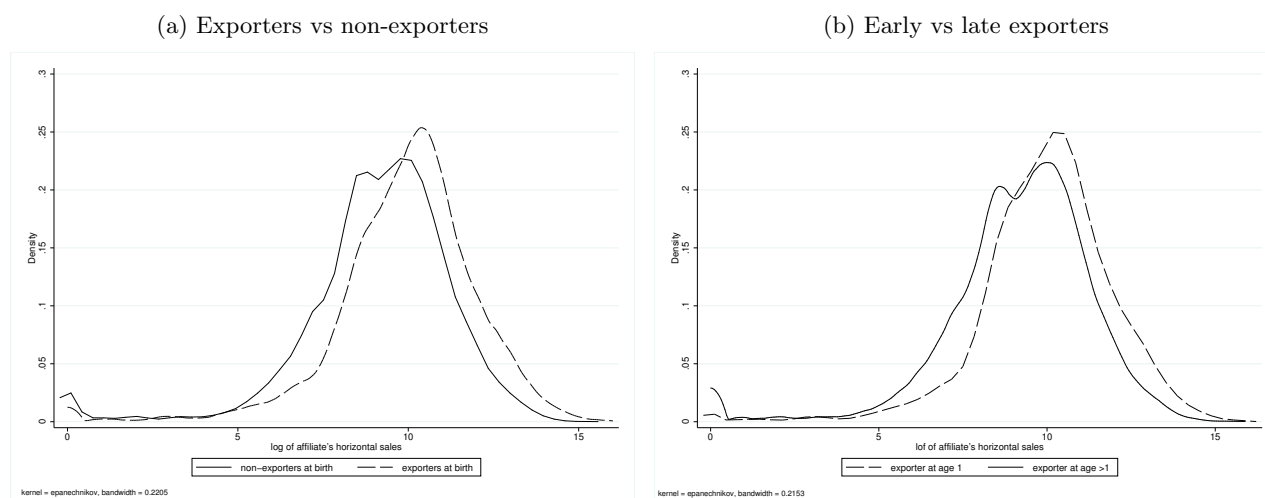 (a) Exporters vs non-exporters
.3
.25
.2
.15
.1
.05
0
Density
0 5 10 15
log of affiliate's horizontal sales
non-exporters at birth exporters at birth
kernel = epanechnikov, bandwidth = 0.2205
(b) Early vs late exporters
.3
.25
.2
.15
.1
.05
0
Density
0 5 10 15
lof of affiliate's horizontal sales
exporter at age 1 exporter at age >1
kernel = epanechnikov, bandwidth = 0.2153